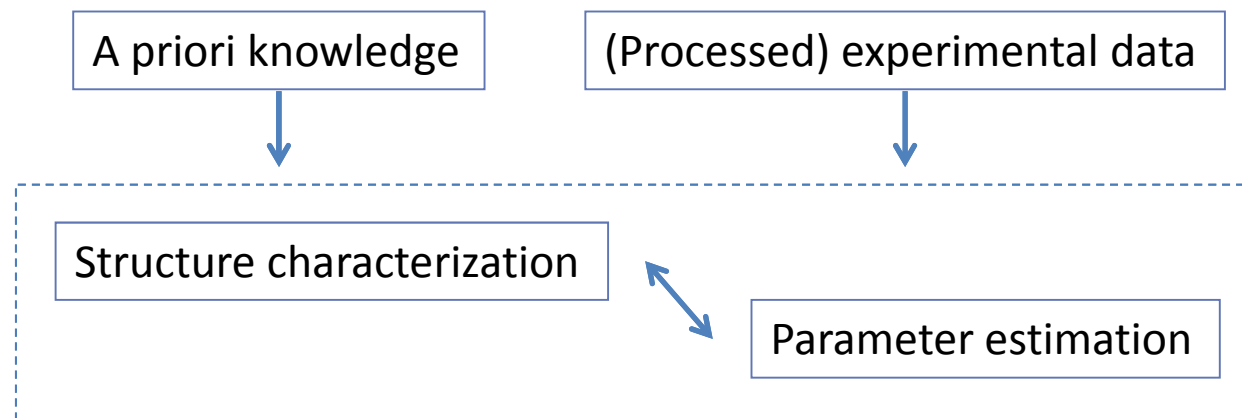 A priori knowledge
(Processed) experimental data
Structure characterization
Parameter estimation